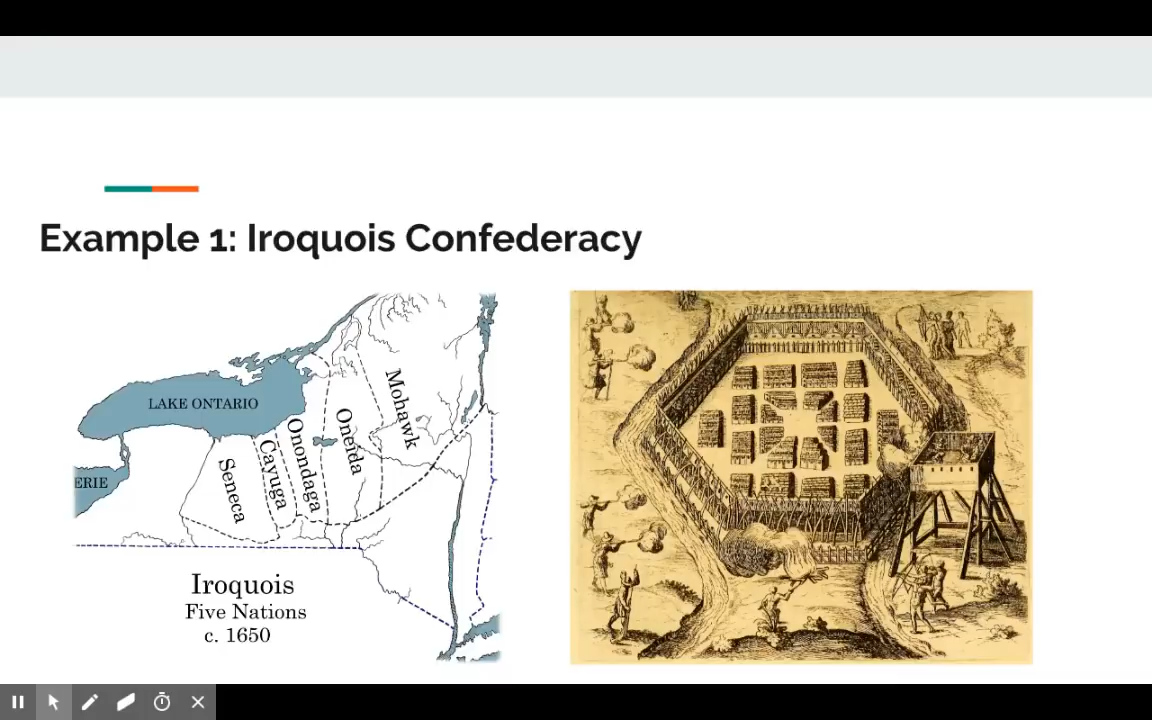 Example 1: Iroquois Confederacy
LAKE ONTARIO
ERIE
Seneca
Cayuga
Onondaga
Oneida
Mohawk
Iroquois
Five Nations
c. 1650